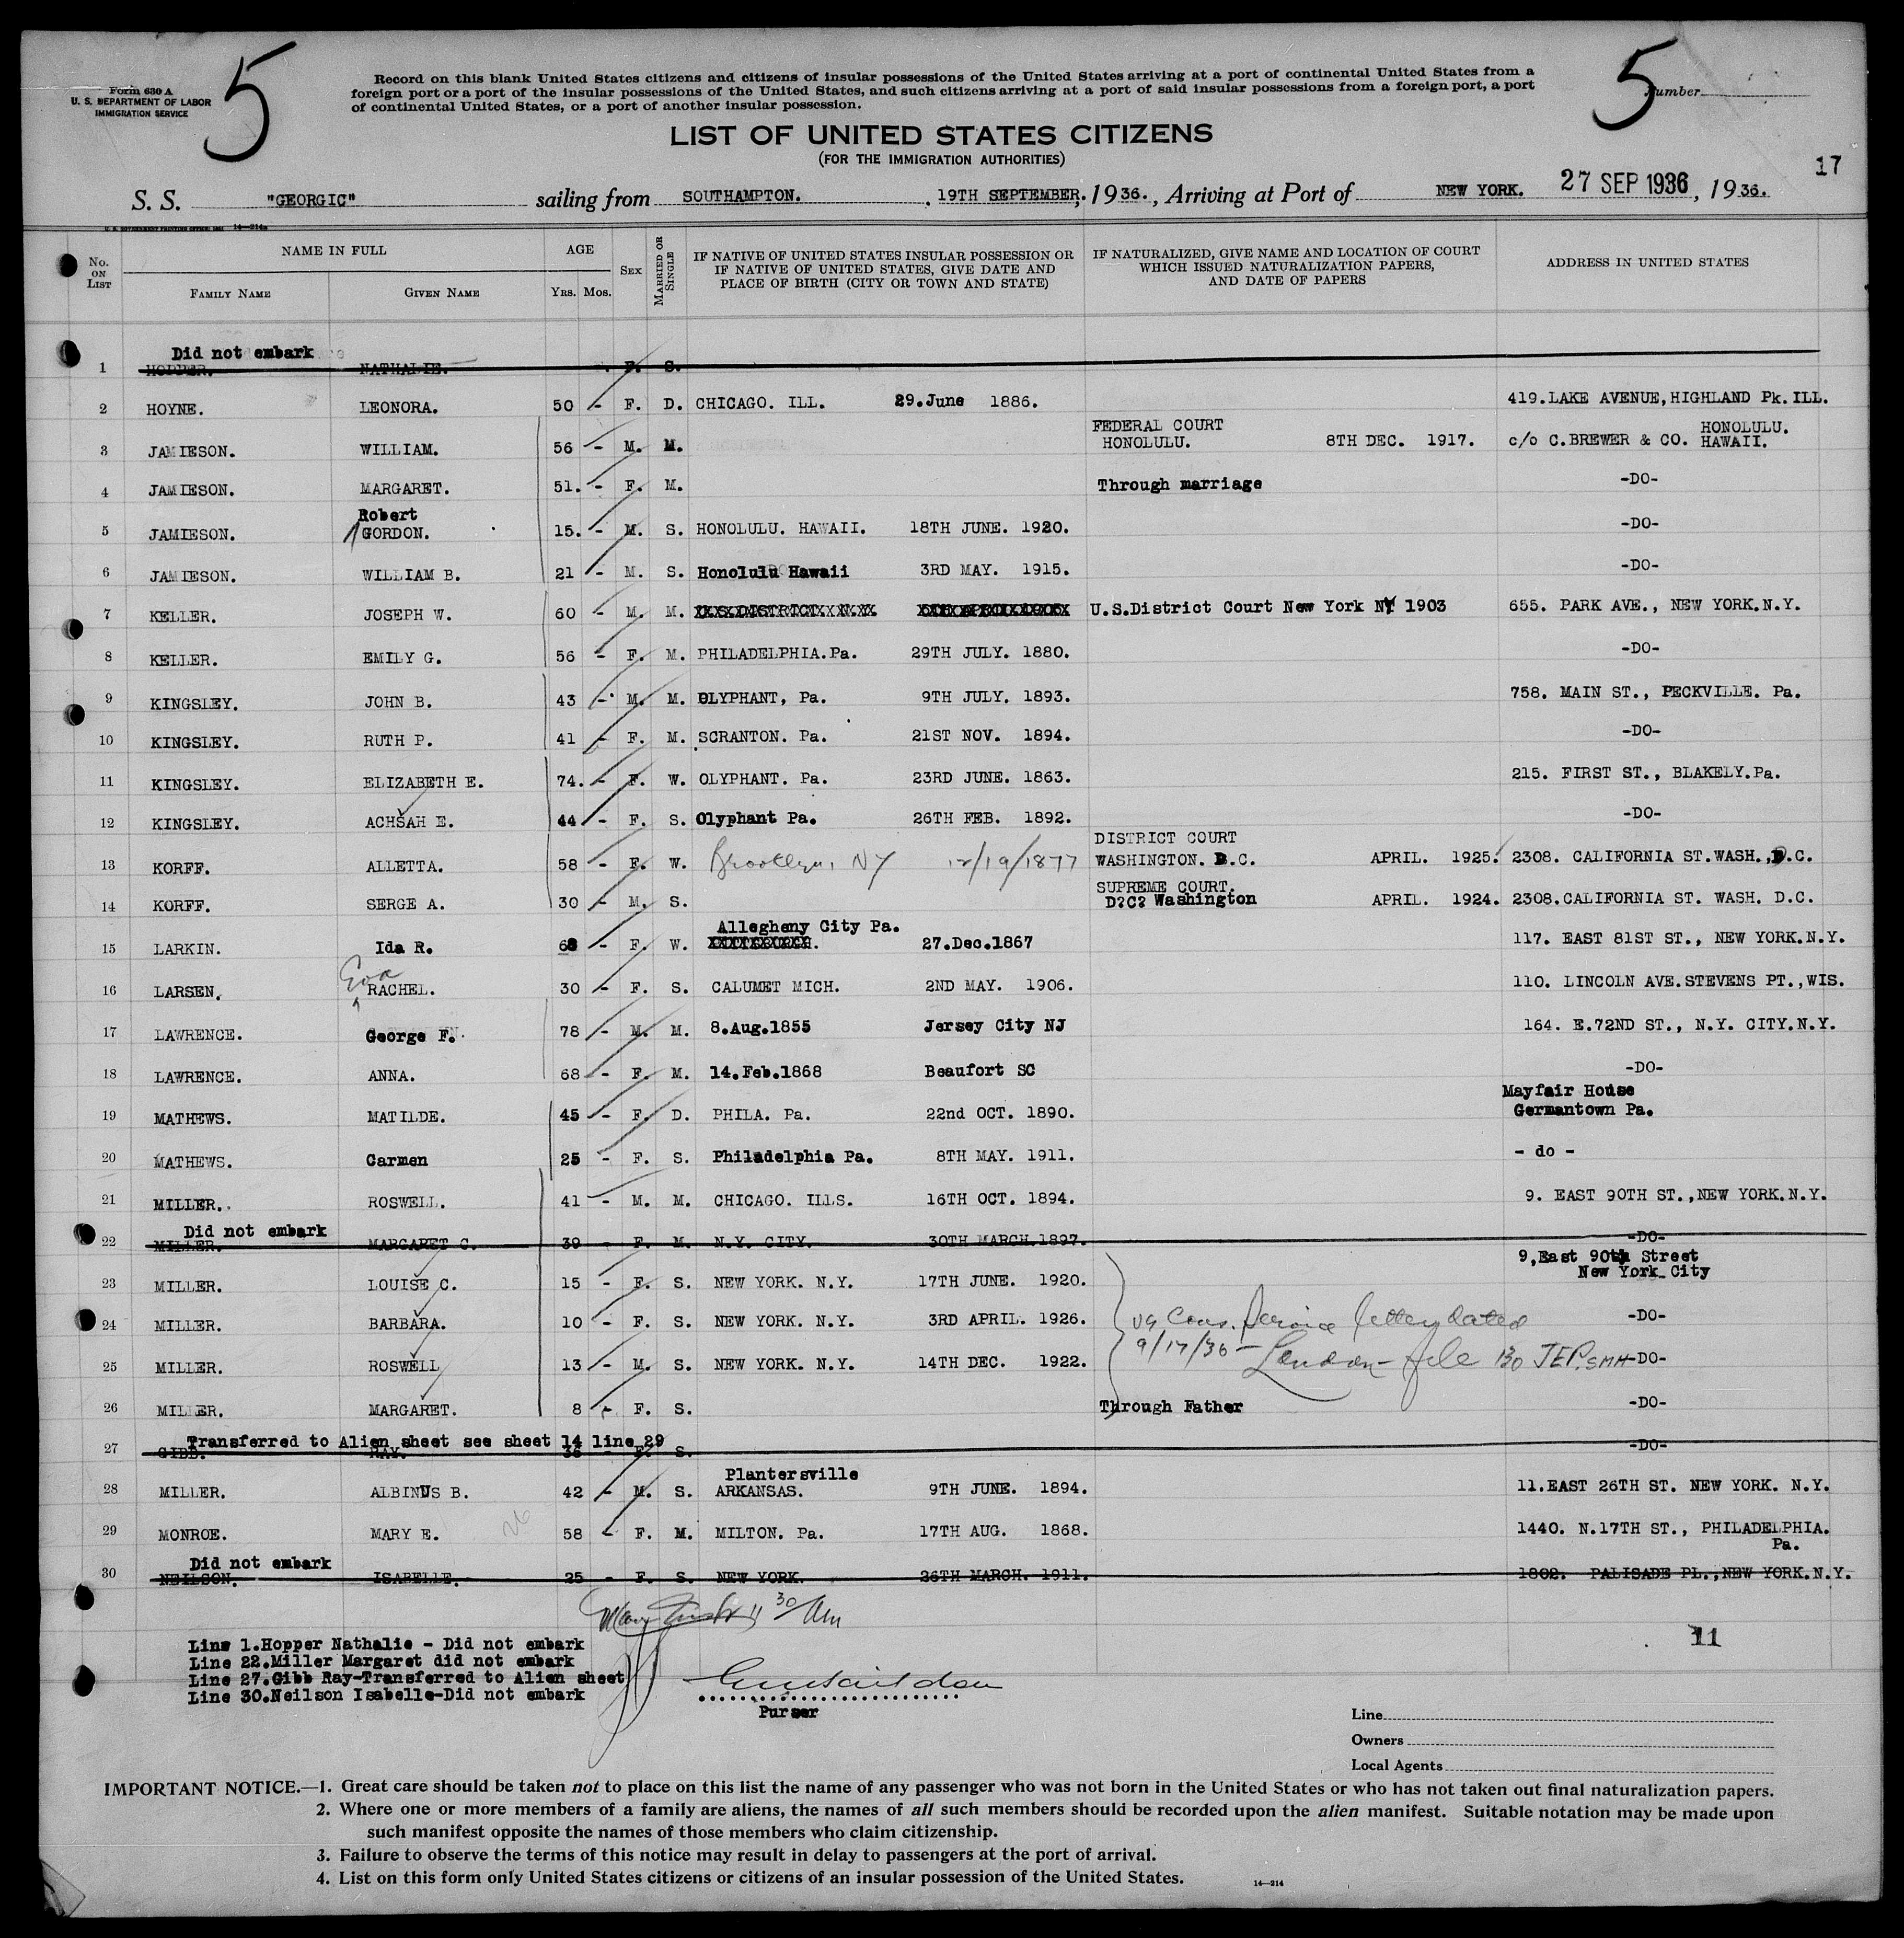 5
5
Form 630 A
U. S. DEPARTMENT OF LABOR
IMMIGRATION SERVICE
Record on this blank United States citizens and citizens of insular possessions of the United States arriving at a port of continental United States from a
foreign port or a port of the insular possessions of the United States, and such citizens arriving at a port of said insular possessions from a foreign port, a port
of continental United States, or a port of another insular possession.
Number
LIST OF UNITED STATES CITIZENS
(FOR THE IMMIGRATION AUTHORITIES)
17
S. S. "GEORGIC" sailing from SOUTHAMPTON. , 19TH SEPTEMBER, 1936. , Arriving at Port of NEW YORK. 27 SEP 1936 , 1936.
No. ON LIST
NAME IN FULL
FAMILY NAME GIVEN NAME
AGE
YRS. MOS.
SEX
MARRIED OR SINGLE
IF NATIVE OF UNITED STATES INSULAR POSSESSION OR
IF NATIVE OF UNITED STATES, GIVE DATE AND
PLACE OF BIRTH (CITY OR TOWN AND STATE)
IF NATURALIZED, GIVE NAME AND LOCATION OF COURT
WHICH ISSUED NATURALIZATION PAPERS,
AND DATE OF PAPERS
ADDRESS IN UNITED STATES
Did not embark
1 HOPPER. NATHALIE. F. S.
2 HOYNE. LEONORA. 50 - F. D. CHICAGO. ILL. 29.June 1886. 419.LAKE AVENUE,HIGHLAND Pk.ILL.
FEDERAL COURT HONOLULU.
3 JAMIESON. WILLIAM. 56 - M. M. HONOLULU. 8TH DEC. 1917. c/o C.BREWER & CO. HAWAII.
4 JAMIESON. MARGARET. 51. - F. M. Through marriage -DO-
Robert
5 JAMIESON. GORDON. 15. - M. S. HONOLULU. HAWAII. 18TH JUNE. 1920. -DO-
6 JAMIESON. WILLIAM B. 21 - M. S. Honolulu Hawaii 3RD MAY. 1915. -DO-
7 KELLER. JOSEPH W. 60 - M. M. U.S.District Court New York NY 1903 655. PARK AVE., NEW YORK.N.Y.
8 KELLER. EMILY G. 56 - F. M. PHILADELPHIA.Pa. 29TH JULY. 1880. -DO-
9 KINGSLEY. JOHN B. 43 - M. M. OLYPHANT, Pa. 9TH JULY. 1893. 758. MAIN ST., PECKVILLE. Pa.
10 KINGSLEY. RUTH P. 41 - F. M. SCRANTON. Pa. 21ST NOV. 1894. -DO-
11 KINGSLEY. ELIZABETH E. 74. - F. W. OLYPHANT. Pa. 23RD JUNE. 1863. 215. FIRST ST., BLAKELY.Pa.
12 KINGSLEY. ACHSAH E. 44 - F. S. Olyphant Pa. 26TH FEB. 1892. -DO-
DISTRICT COURT
13 KORFF. ALLETTA. 58 - F. W. Brooklyn, NY 12/19/1877 WASHINGTON. D.C. APRIL. 1925. 2308. CALIFORNIA ST.WASH.,D.C.
SUPREME COURT.
14 KORFF. SERGE A. 30 - M. S. D?C? Washington APRIL. 1924. 2308.CALIFORNIA ST. WASH. D.C.
Allegheny City Pa.
15 LARKIN. Ida R. 68 - F. W. 27.Dec.1867 117. EAST 81ST ST., NEW YORK.N.Y.
Eva
16 LARSEN. RACHEL. 30 - F. S. CALUMET MICH. 2ND MAY. 1906. 110. LINCOLN AVE.STEVENS PT.,WIS.
17 LAWRENCE. George F. 78 - M. M. 8.Aug.1855 Jersey City NJ 164. E.72ND ST., N.Y. CITY.N.Y.
18 LAWRENCE. ANNA. 68 - F. M. 14.Feb.1868 Beaufort SC -DO-
Mayfair House
19 MATHEWS. MATILDE. 45 - F. D. PHILA. Pa. 22nd OCT. 1890. Germantown Pa.
20 MATHEWS. Carmen 25 - F. S. Philadelphia Pa. 8TH MAY. 1911. - do -
21 MILLER. ROSWELL. 41 - M. M. CHICAGO. ILLS. 16TH OCT. 1894. 9. EAST 90TH ST.,NEW YORK.N.Y.
Did not embark
22 MILLER. MARGARET C. 39 - F. M. N.Y. CITY. 30TH MARCH.1897. -DO-
9,East 90th Street
New York City
23 MILLER. LOUISE C. 15 - F. S. NEW YORK. N.Y. 17TH JUNE. 1920.
24 MILLER. BARBARA. 10 - F. S. NEW YORK. N.Y. 3RD APRIL. 1926. Cons. Service letter dated -DO-
9/17/36 -
25 MILLER. ROSWELL 13 - M. S. NEW YORK. N.Y. 14TH DEC. 1922. London - file 130 JEP. SMH -DO-
26 MILLER. MARGARET. 8 - F. S. Through Father -DO-
Transferred to Alien sheet see sheet 14 line 29
27 GIBB. RAY. 36 - F. S. -DO-
Plantersville
28 MILLER. ALBINUS B. 42 - M. S. ARKANSAS. 9TH JUNE. 1894. 11.EAST 26TH ST. NEW YORK. N.Y.
29 MONROE. MARY E. 58 - F. M. MILTON. Pa. 17TH AUG. 1868. 1440. N.17TH ST., PHILADELPHIA.
Pa.
Did not embark
30 NEILSON. ISABELLE. 25 - F. S. NEW YORK. 26TH MARCH. 1911. 1802. PALISADE PL.,NEW YORK.N.Y.
11 30 Am
11
Line 1.Hopper Nathalie - Did not embark
Line 22.Miller Margaret did not embark
Line 27.Gibb Ray-Transferred to Alien sheet
Line 30.Neilson Isabelle-Did not embark
Purser
Line
Owners
Local Agents
IMPORTANT NOTICE.—1. Great care should be taken not to place on this list the name of any passenger who was not born in the United States or who has not taken out final naturalization papers.
2. Where one or more members of a family are aliens, the names of all such members should be recorded upon the alien manifest. Suitable notation may be made upon
such manifest opposite the names of those members who claim citizenship.
3. Failure to observe the terms of this notice may result in delay to passengers at the port of arrival.
4. List on this form only United States citizens or citizens of an insular possession of the United States.
14—214